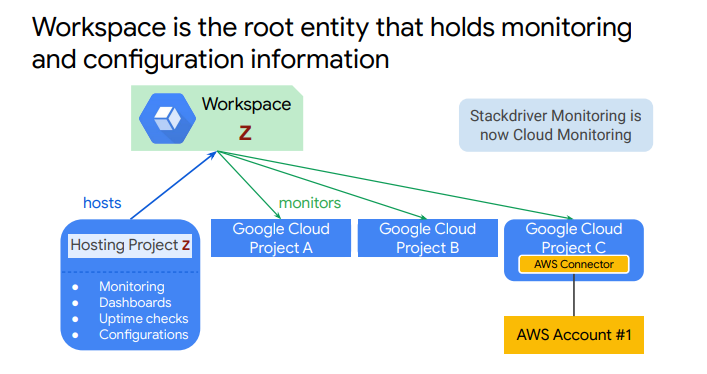 Workspace is the root entity that holds monitoring
and configuration information
Workspace
Z
Stackdriver Monitoring is
now Cloud Monitoring
hosts
monitors
Hosting Project Z
● Monitoring
● Dashboards
● Uptime checks
● Configurations
Google Cloud
Project A
Google Cloud
Project B
Google Cloud
Project C
AWS Connector
AWS Account #1